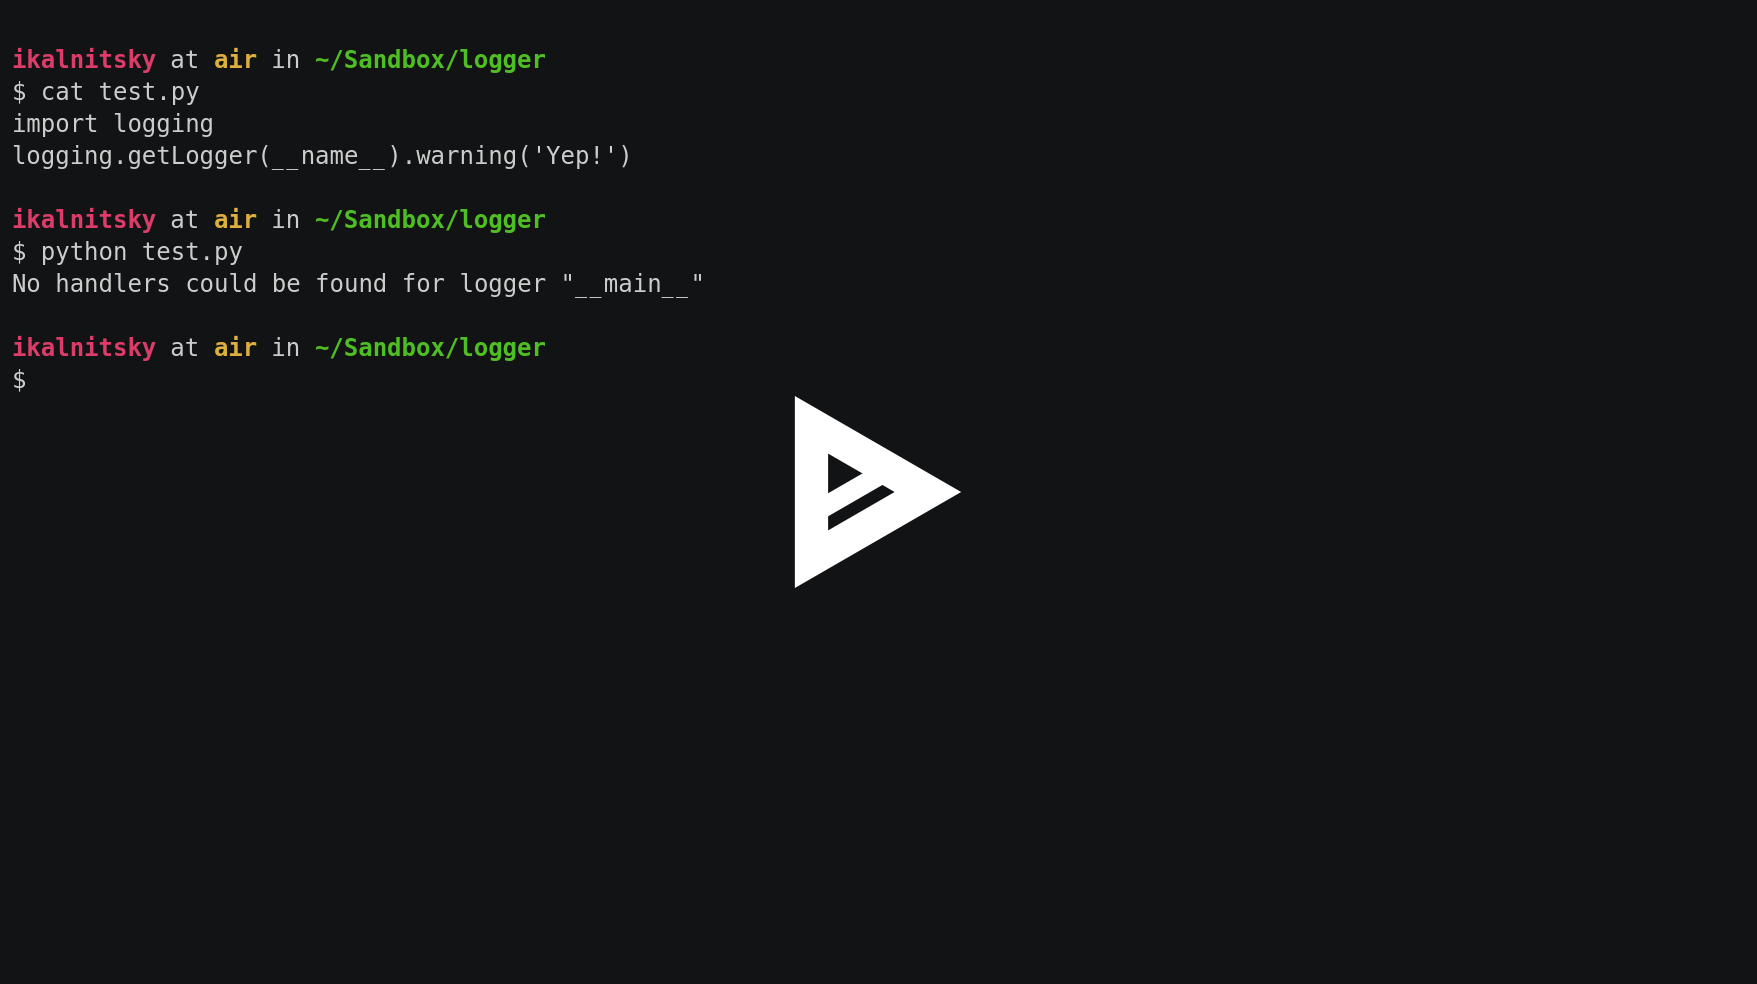 ikalnitsky at air in ~/Sandbox/logger
$ cat test.py
import logging
logging.getLogger(__name__).warning('Yep!')
ikalnitsky at air in ~/Sandbox/logger
$ python test.py
No handlers could be found for logger "__main__"
ikalnitsky at air in ~/Sandbox/logger
$